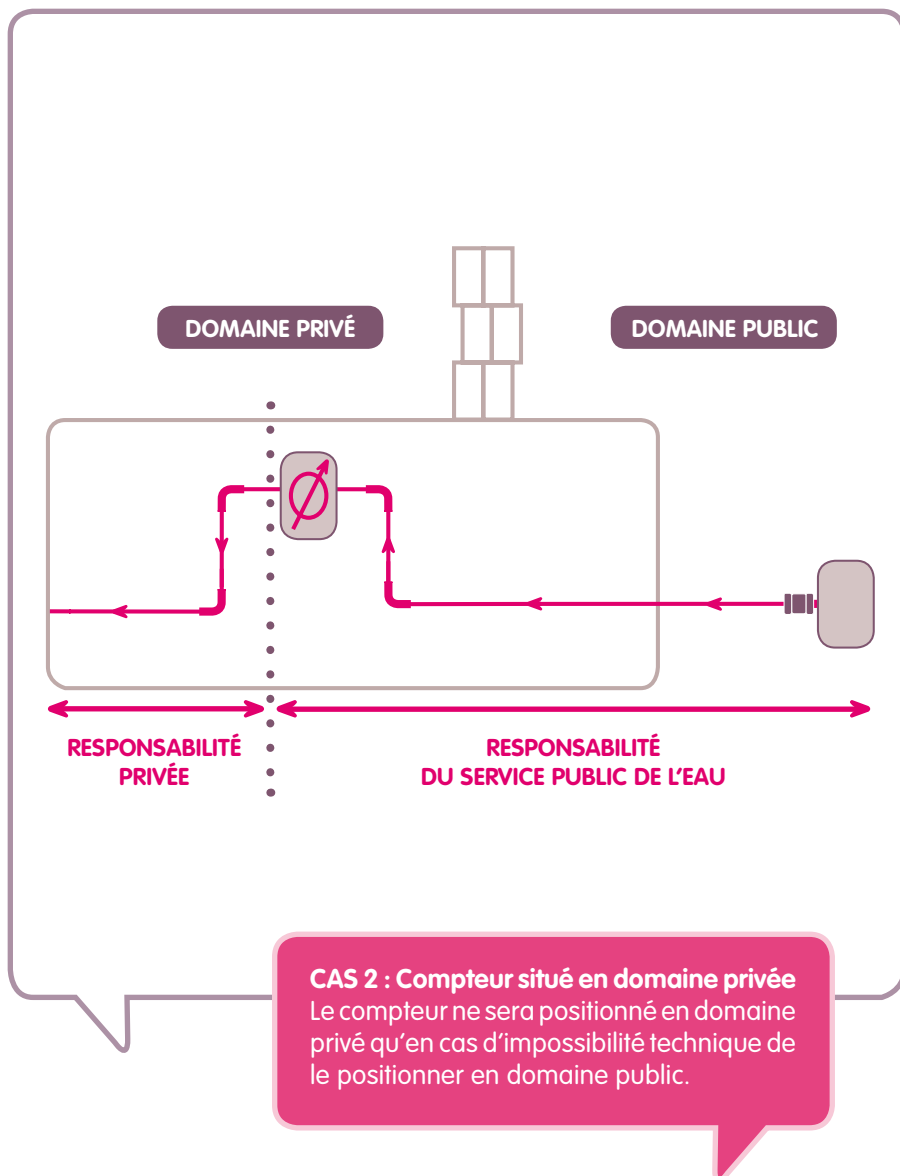 DOMAINE PRIVÉ
DOMAINE PUBLIC
RESPONSABILITÉ
PRIVÉE
RESPONSABILITÉ
DU SERVICE PUBLIC DE L'EAU
CAS 2 : Compteur situé en domaine privée
Le compteur ne sera positionné en domaine
privé qu'en cas d'impossibilité technique de
le positionner en domaine public.